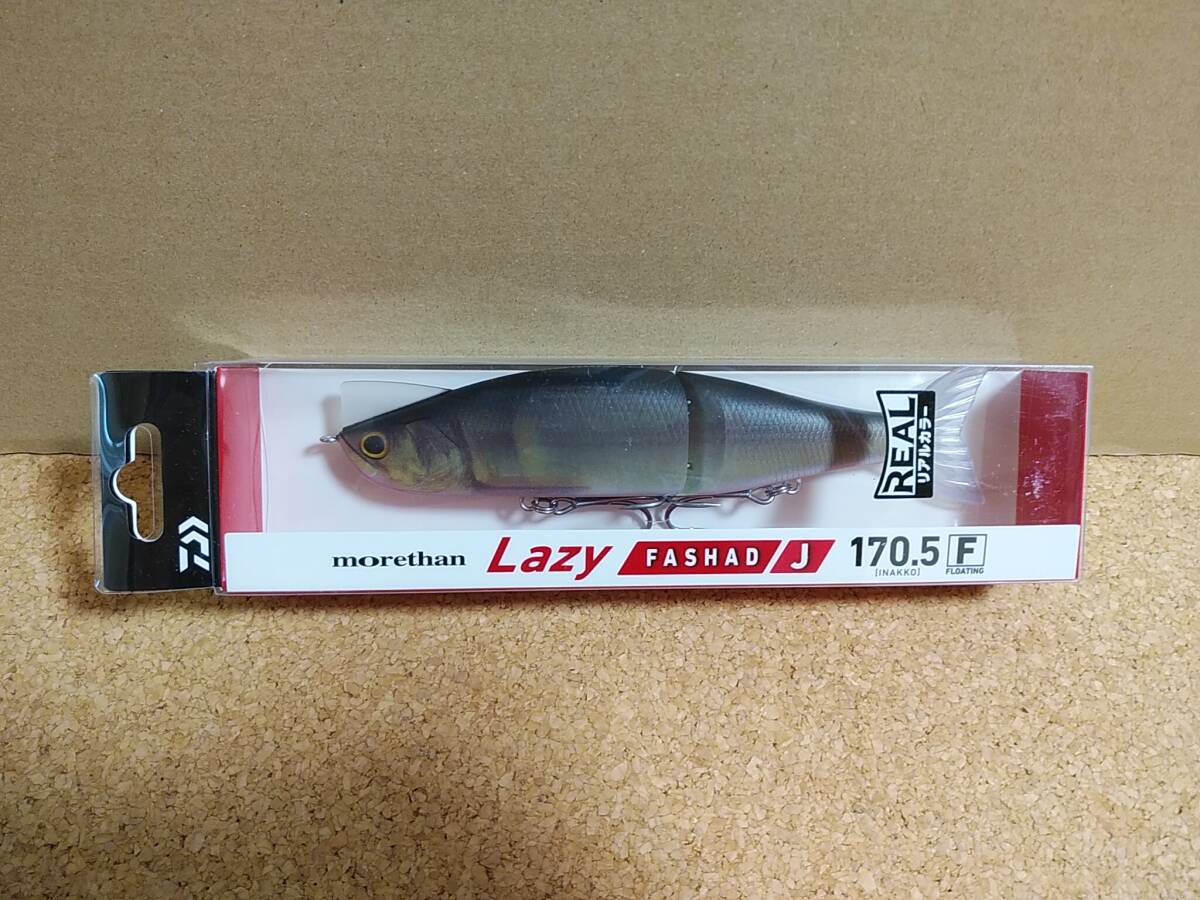 REAL
リアルカラー
morethan Lazy FASHAD J 170.5 F
[INAKKO] FLOATING